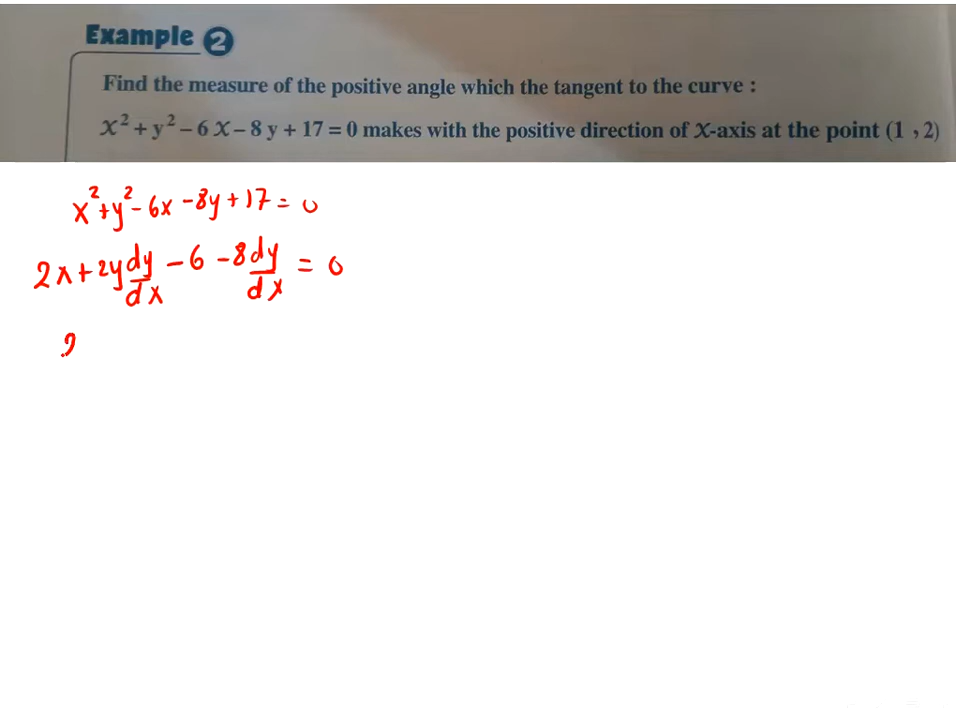 Example 2
Find the measure of the positive angle which the tangent to the curve :
x² + y² – 6 x – 8 y + 17 = 0 makes with the positive direction of x-axis at the point (1 , 2)
x² + y² - 6x - 8y + 17 = 0
2x + 2y dy/dx - 6 - 8 dy/dx = 0